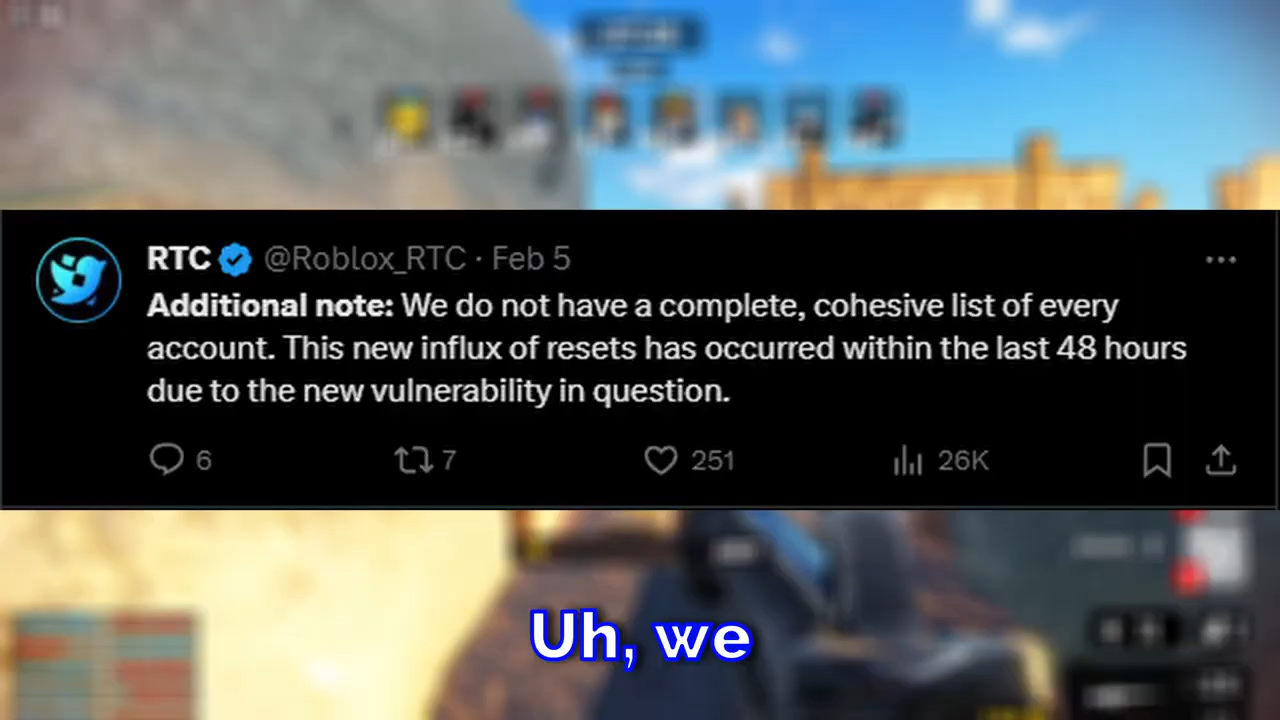 RTC @Roblox_RTC · Feb 5
Additional note: We do not have a complete, cohesive list of every
account. This new influx of resets has occurred within the last 48 hours
due to the new vulnerability in question.
6 7 251 26K
Uh, we